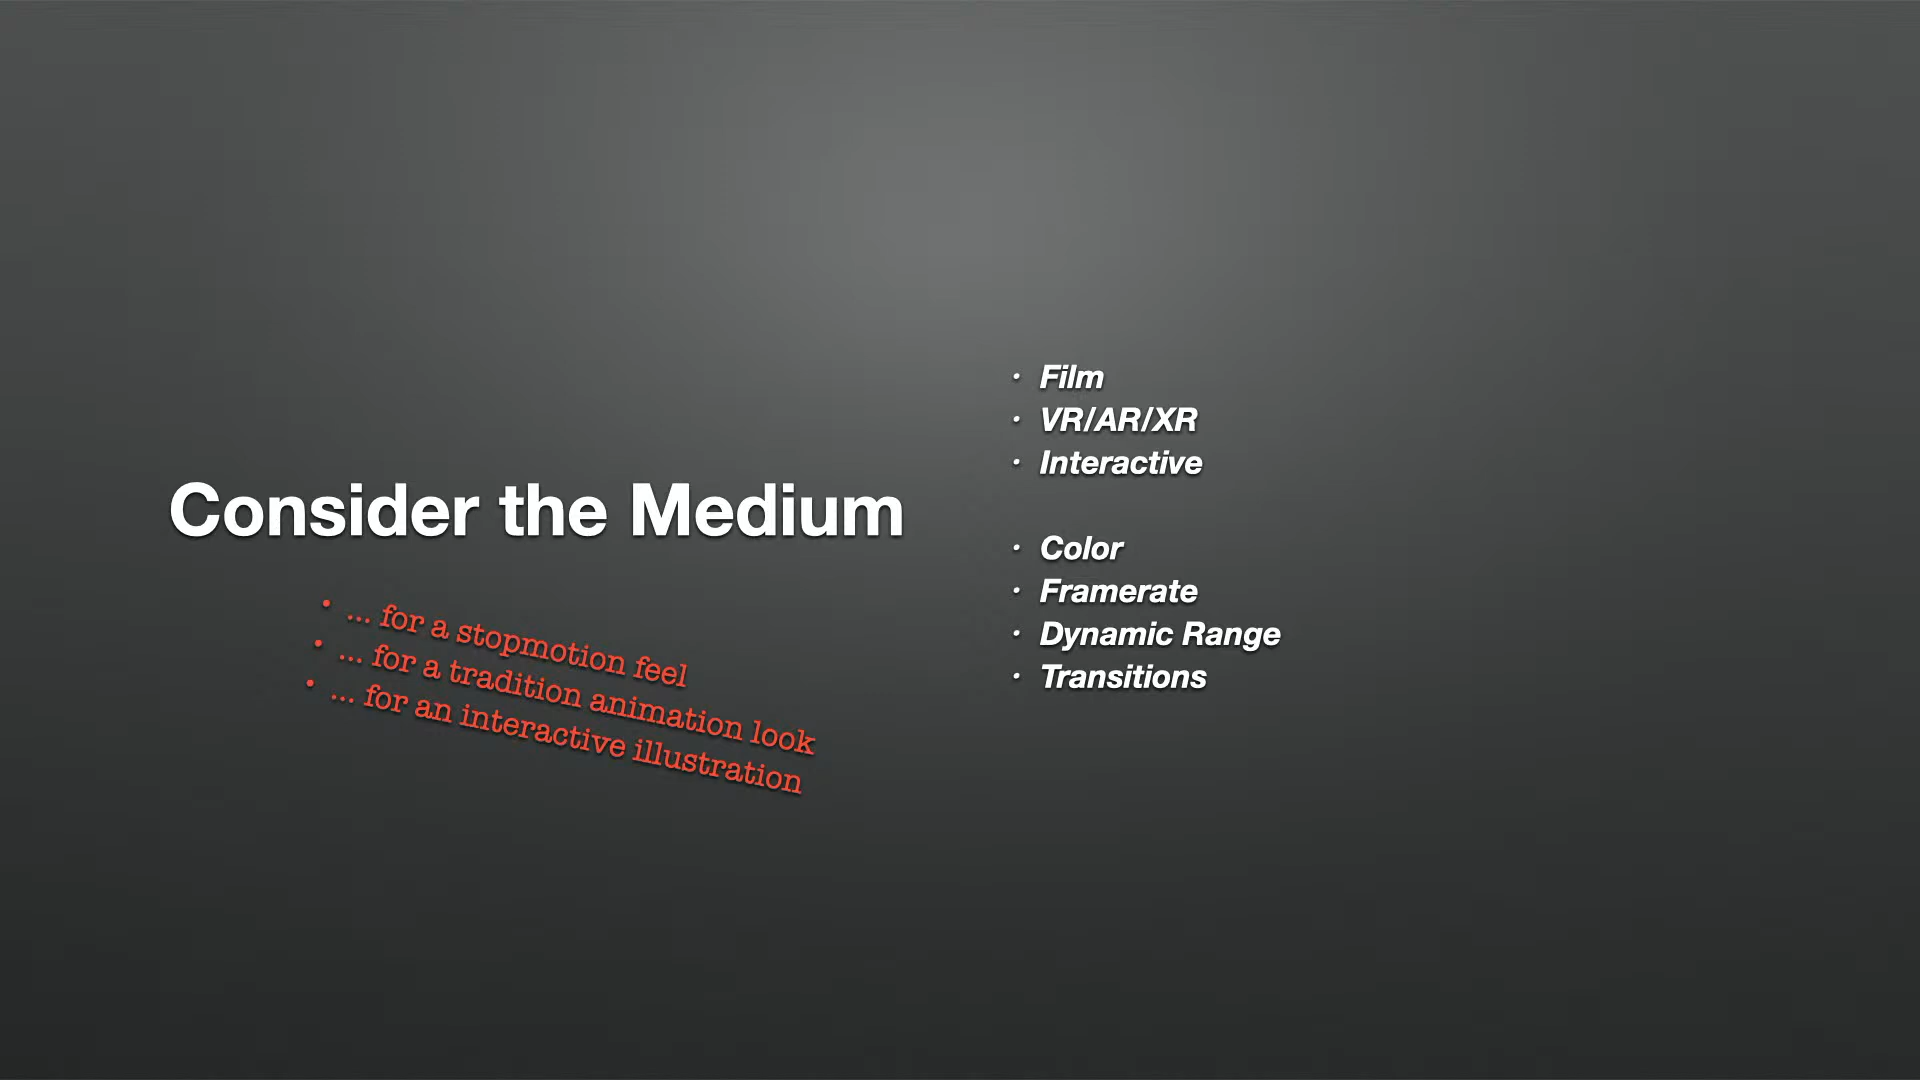 Consider the Medium
• ... for a stopmotion feel
• ... for a tradition animation look
• ... for an interactive illustration
• Film
• VR/AR/XR
• Interactive
• Color
• Framerate
• Dynamic Range
• Transitions